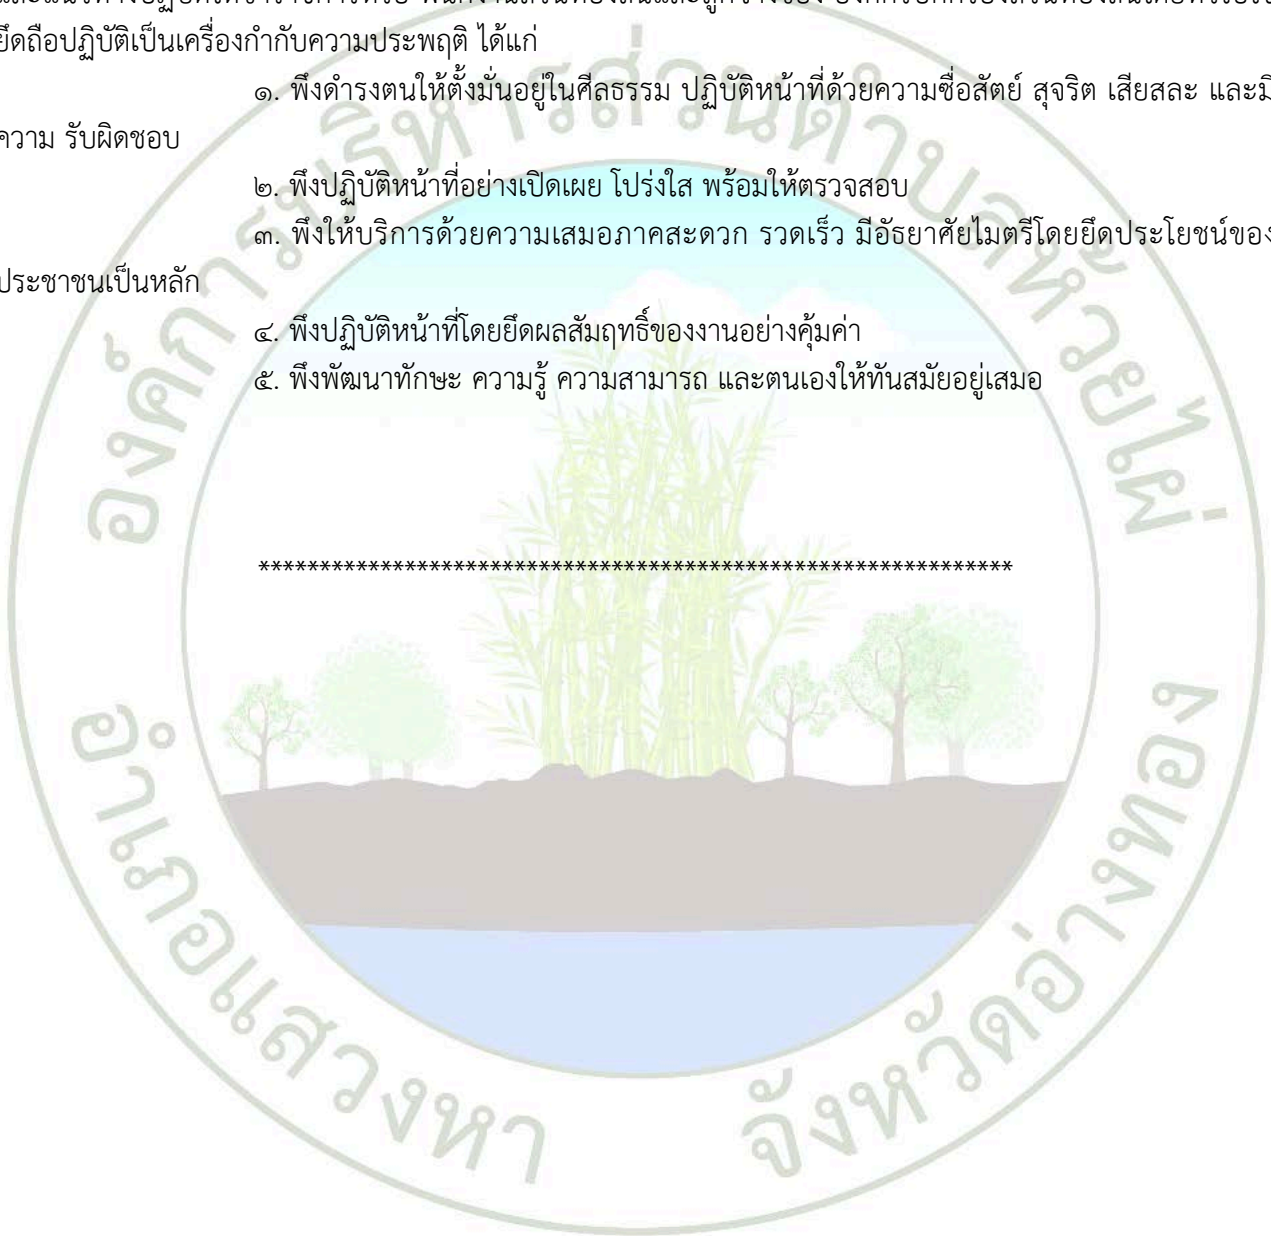 ยึดถือปฏิบัติเป็นเครื่องกำกับความประพฤติ ได้แก่
๑. พึงดำรงตนให้ตั้งมั่นอยู่ในศีลธรรม ปฏิบัติหน้าที่ด้วยความซื่อสัตย์ สุจริต เสียสละ และมี
ความ รับผิดชอบ
๒. พึงปฏิบัติหน้าที่อย่างเปิดเผย โปร่งใส พร้อมให้ตรวจสอบ
๓. พึงให้บริการด้วยความเสมอภาคสะดวก รวดเร็ว มีอัธยาศัยไมตรีโดยยึดประโยชน์ของ
ประชาชนเป็นหลัก
๔. พึงปฏิบัติหน้าที่โดยยึดผลสัมฤทธิ์ของงานอย่างคุ้มค่า
๕. พึงพัฒนาทักษะ ความรู้ ความสามารถ และตนเองให้ทันสมัยอยู่เสมอ
**************************************************************
องค์การบริหารส่วนตำบลห้วยไผ่
อำเภอแสวงหา
จังหวัดอ่างทอง